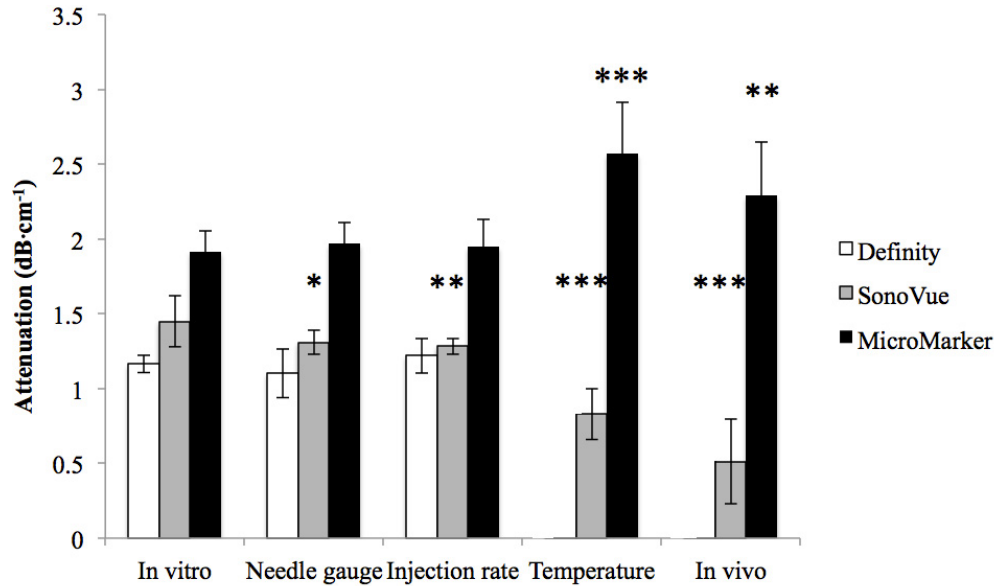 3.5
3
2.5
2
1.5
1
0.5
0
Attenuation (dB·cm⁻¹)
*
**
***
***
***
**
In vitro Needle gauge Injection rate Temperature In vivo
Definity
SonoVue
MicroMarker